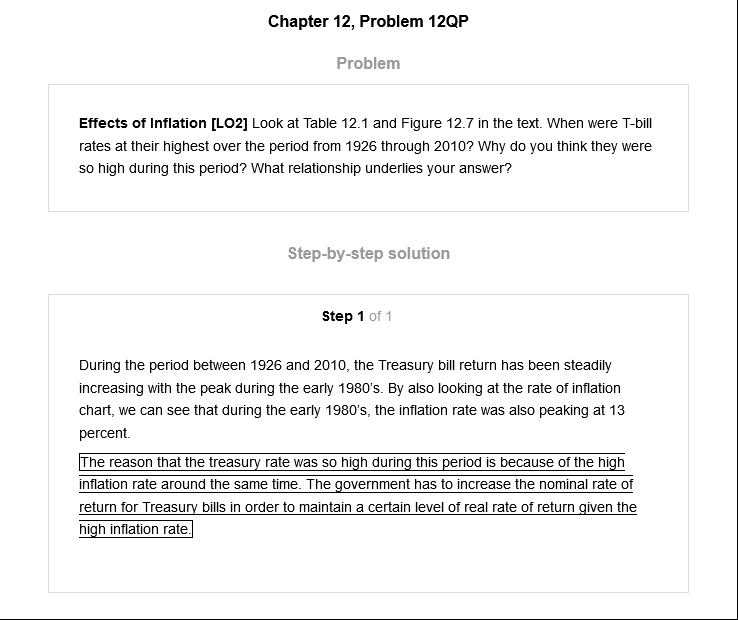 Chapter 12, Problem 12QP
Problem
Effects of Inflation [LO2] Look at Table 12.1 and Figure 12.7 in the text. When were T-bill
rates at their highest over the period from 1926 through 2010? Why do you think they were
so high during this period? What relationship underlies your answer?
Step-by-step solution
Step 1 of 1
During the period between 1926 and 2010, the Treasury bill return has been steadily
increasing with the peak during the early 1980's. By also looking at the rate of inflation
chart, we can see that during the early 1980's, the inflation rate was also peaking at 13
percent.
The reason that the treasury rate was so high during this period is because of the high
inflation rate around the same time. The government has to increase the nominal rate of
return for Treasury bills in order to maintain a certain level of real rate of return given the
high inflation rate.